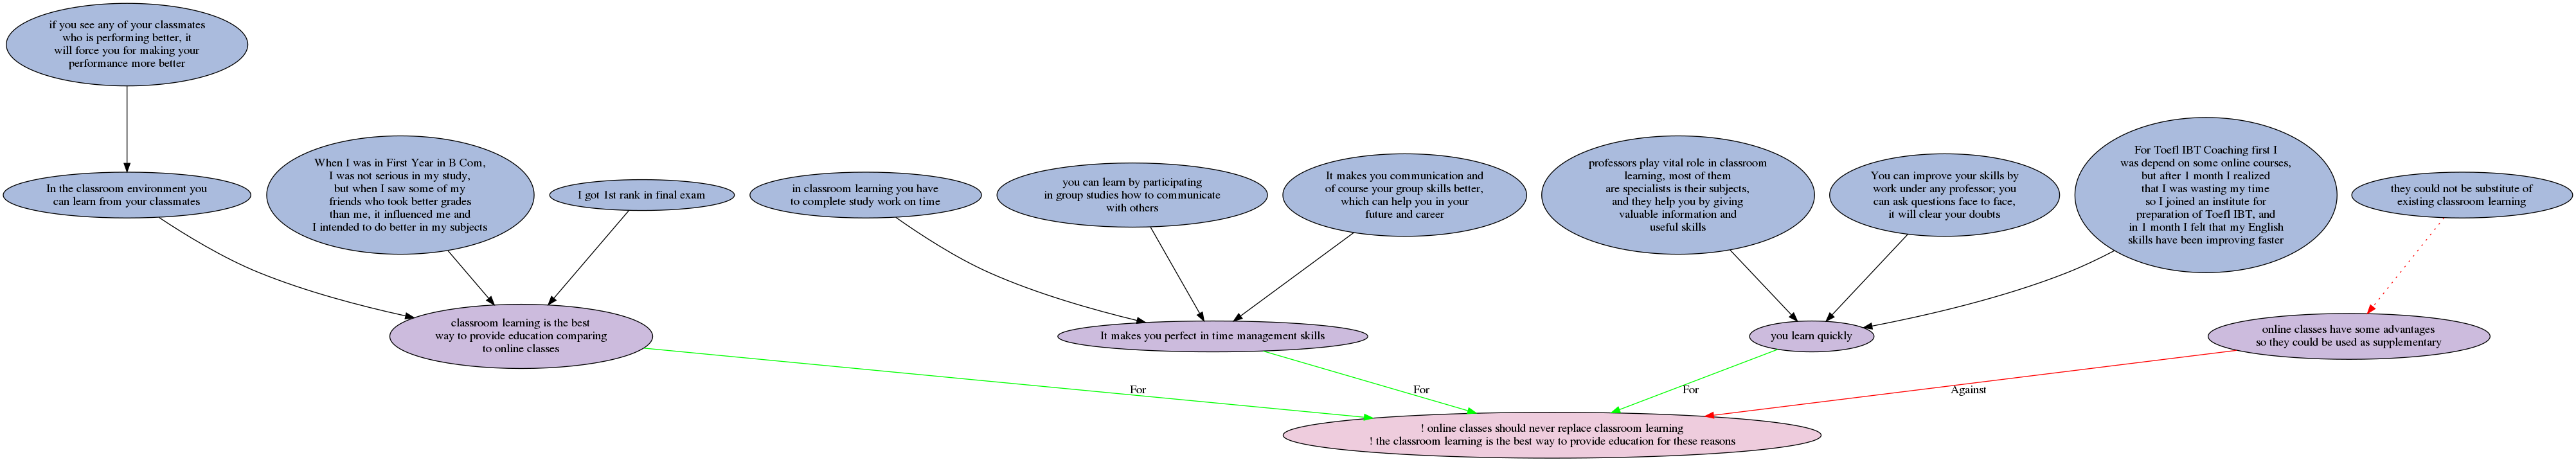 if you see any of your classmates
who is performing better, it
will force you for making your
performance more better
In the classroom environment you
can learn from your classmates
When I was in First Year in B Com,
I was not serious in my study,
but when I saw some of my
friends who took better grades
than me, it influenced me and
I intended to do better in my subjects
I got 1st rank in final exam
in classroom learning you have
to complete study work on time
you can learn by participating
in group studies how to communicate
with others
It makes you communication and
of course your group skills better,
which can help you in your
future and career
professors play vital role in classroom
learning, most of them
are specialists is their subjects,
and they help you by giving
valuable information and
useful skills
You can improve your skills by
work under any professor; you
can ask questions face to face,
it will clear your doubts
For Toefl IBT Coaching first I
was depend on some online courses,
but after 1 month I realized
that I was wasting my time
so I joined an institute for
preparation of Toefl IBT, and
in 1 month I felt that my English
skills have been improving faster
they could not be substitute of
existing classroom learning
classroom learning is the best
way to provide education comparing
to online classes
It makes you perfect in time management skills
you learn quickly
online classes have some advantages
so they could be used as supplementary
For
For
For
Against
! online classes should never replace classroom learning
! the classroom learning is the best way to provide education for these reasons